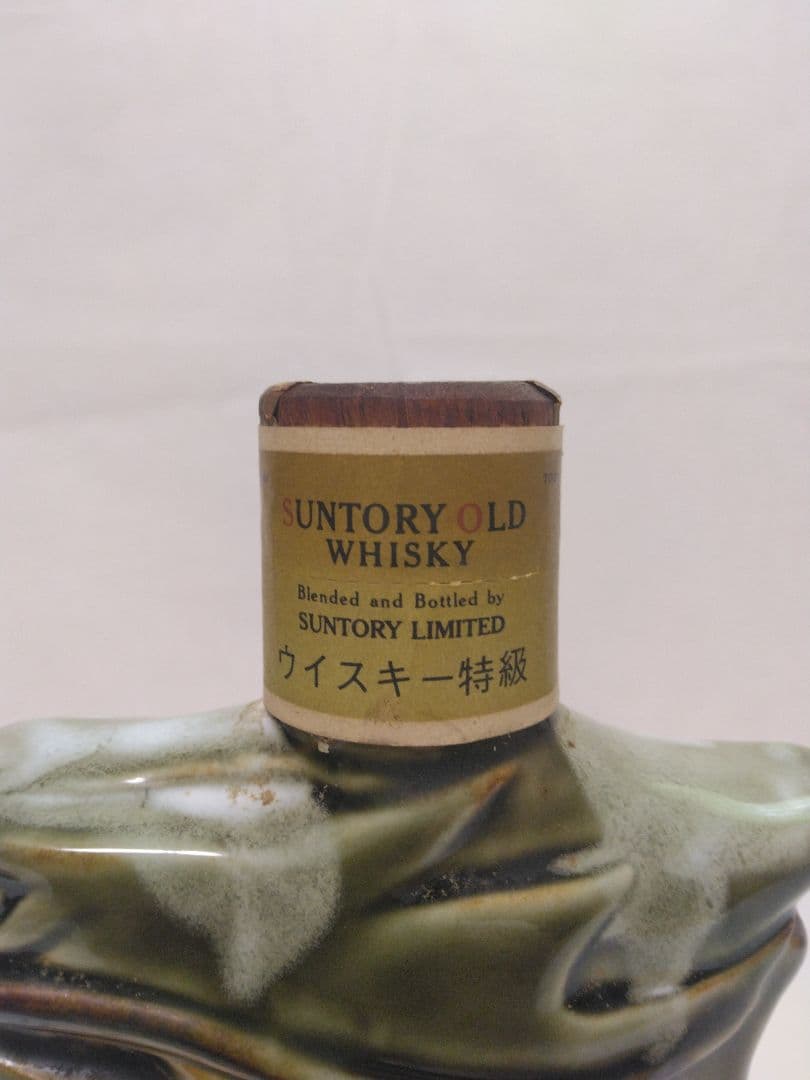 SUNTORY OLD
WHISKY
Blended and Bottled by
SUNTORY LIMITED
ウイスキー特級